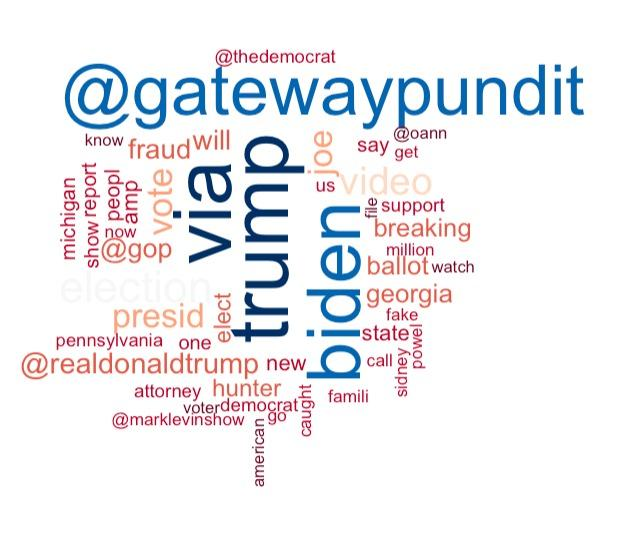 @thedemocrat
@gatewaypundit
know
fraud
will
@oann
say
get
joe
us
video
trump
via
vote
michigan
show
report
peopl
now
amp
@gop
file
support
breaking
million
ballot
watch
biden
election
georgia
presid
elect
fake
state
pennsylvania
one
@realdonaldtrump
new
call
sidney
powel
attorney
hunter
famili
voter
democrat
@marklevinshow
go
caught
american